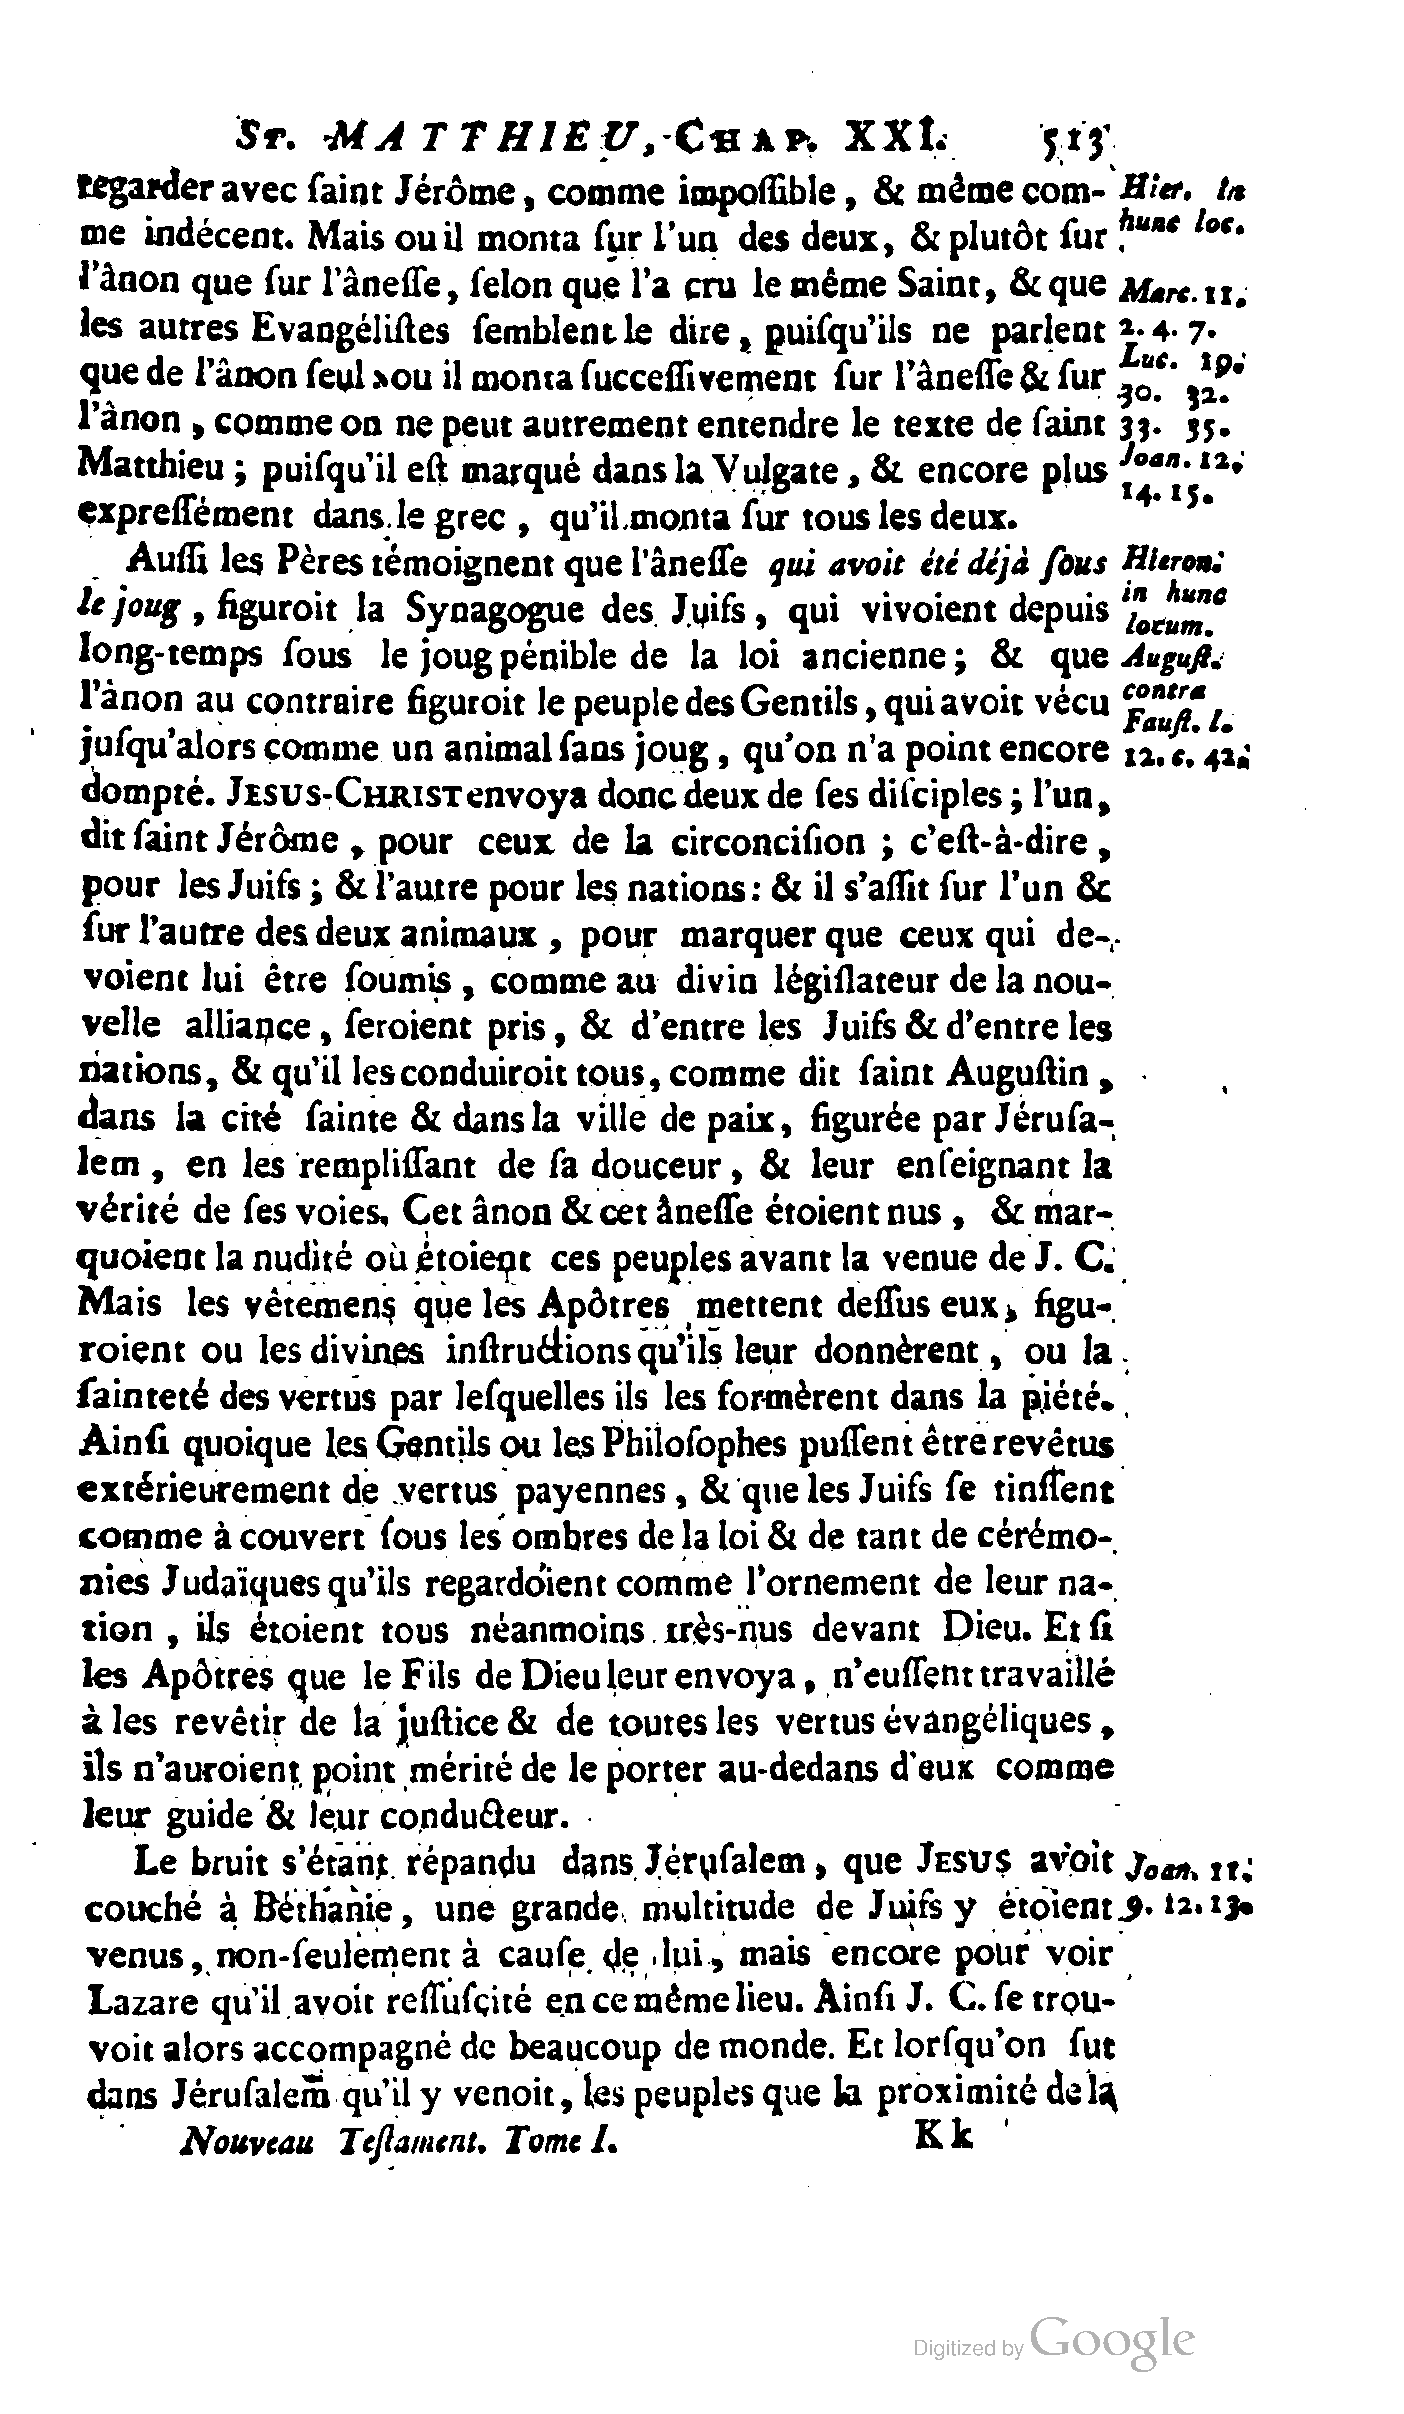 St. MATTHIEU, CHAP. XXI. 513
regarder avec ſaint Jérôme, comme impoſſible, & même com-
me indécent. Mais ou il monta ſur l'un des deux, & plutôt ſur
l'ânon que ſur l'âneſſe, ſelon que l'a cru le même Saint, & que
les autres Evangéliſtes ſemblent le dire, puiſqu'ils ne parlent
que de l'ânon ſeul, ou il monta ſucceſſivement ſur l'âneſſe & ſur
l'ânon, comme on ne peut autrement entendre le texte de ſaint
Matthieu; puiſqu'il eſt marqué dans la Vulgate, & encore plus
expreſſément dans le grec, qu'il monta ſur tous les deux.
Hier. In
hunc loc.
Marc. 11.
2. 4. 7.
Luc. 19.
30. 32.
33. 35.
Joan. 12.
14. 15.
Auſſi les Pères témoignent que l'âneſſe qui avoit été déjà ſous
le joug, figuroit la Synagogue des Juifs, qui vivoient depuis
long-temps ſous le joug pénible de la loi ancienne; & que
l'ânon au contraire figuroit le peuple des Gentils, qui avoit vécu
juſqu'alors comme un animal ſans joug, qu'on n'a point encore
dompté. JESUS-CHRIST envoya donc deux de ſes diſciples; l'un,
dit ſaint Jérôme, pour ceux de la circonciſion; c'eſt-à-dire,
pour les Juifs; & l'autre pour les nations: & il s'aſſit ſur l'un &
ſur l'autre des deux animaux, pour marquer que ceux qui de-
voient lui être ſoumis, comme au divin législateur de la nou-
velle alliance, ſeroient pris, & d'entre les Juifs & d'entre les
nations, & qu'il les conduiroit tous, comme dit ſaint Auguſtin,
dans la cité ſainte & dans la ville de paix, figurée par Jéruſa-
lem, en les rempliſſant de ſa douceur, & leur enſeignant la
vérité de ſes voies. Cet ânon & cet âneſſe étoient nus, & mar-
quoient la nudité où étoient ces peuples avant la venue de J. C.
Mais les vêtemens que les Apôtres mettent deſſus eux, figu-
roient ou les divines inſtructions qu'ils leur donnèrent, ou la
ſainteté des vertus par leſquelles ils les formèrent dans la piété.
Ainſi quoique les Gentils ou les Philoſophes puſſent être revêtus
extérieurement de vertus payennes, & que les Juifs ſe tinſſent
comme à couvert ſous les ombres de la loi & de tant de cérémo-
nies Judaïques qu'ils regardoient comme l'ornement de leur na-
tion, ils étoient tous néanmoins très-nus devant Dieu. Et ſi
les Apôtres que le Fils de Dieu leur envoya, n'euſſent travaillé
à les revêtir de la juſtice & de toutes les vertus évangéliques,
ils n'auroient point mérité de le porter au-dedans d'eux comme
leur guide & leur conducteur.
Hieron.
in hunc
locum.
Auguſt.
contra
Fauſt. l.
12. c. 42.
Le bruit s'étant répandu dans Jéruſalem, que JESUS avoit
couché à Béthanie, une grande multitude de Juifs y étoient
venus, non-ſeulement à cauſe de lui, mais encore pour voir
Lazare qu'il avoit reſſuſcité en ce même lieu. Ainſi J. C. ſe trou-
voit alors accompagné de beaucoup de monde. Et lorſqu'on ſut
dans Jéruſalem qu'il y venoit, les peuples que la proximité de la
Joan. 11.
9. 12. 13.
Nouveau Teſtament. Tome I. Kk
Digitized by Google